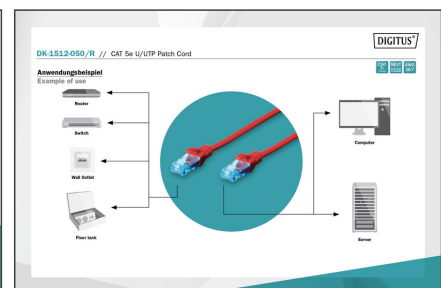 DIGITUS®
DK-1512-050/R // CAT 5e U/UTP Patch Cord
Anwendungsbeispiel
Example of use
Router
Switch
Wall Outlet
Floor tank
Computer
Server